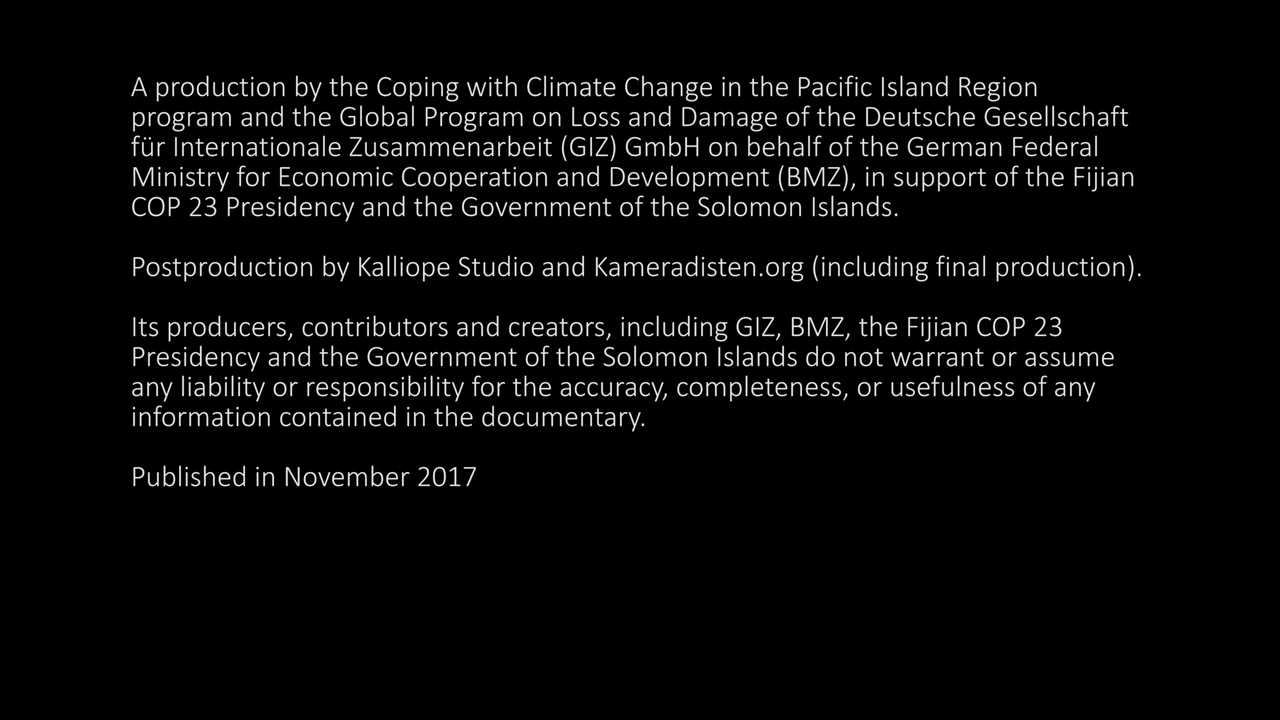 A production by the Coping with Climate Change in the Pacific Island Region
program and the Global Program on Loss and Damage of the Deutsche Gesellschaft
für Internationale Zusammenarbeit (GIZ) GmbH on behalf of the German Federal
Ministry for Economic Cooperation and Development (BMZ), in support of the Fijian
COP 23 Presidency and the Government of the Solomon Islands.
Postproduction by Kalliope Studio and Kameradisten.org (including final production).
Its producers, contributors and creators, including GIZ, BMZ, the Fijian COP 23
Presidency and the Government of the Solomon Islands do not warrant or assume
any liability or responsibility for the accuracy, completeness, or usefulness of any
information contained in the documentary.
Published in November 2017